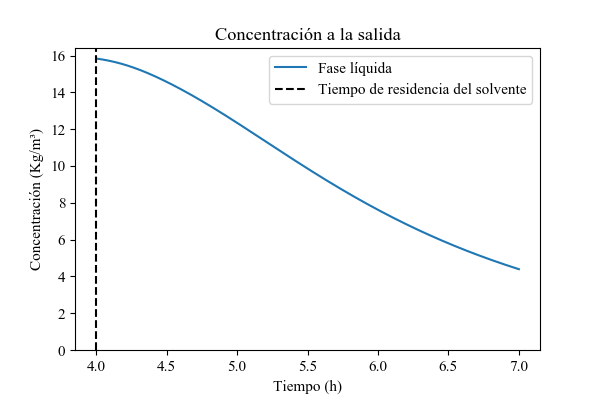 Concentración a la salida
Fase líquida
Tiempo de residencia del solvente
Concentración (Kg/m³)
16
14
12
10
8
6
4
2
0
4.0 4.5 5.0 5.5 6.0 6.5 7.0
Tiempo (h)